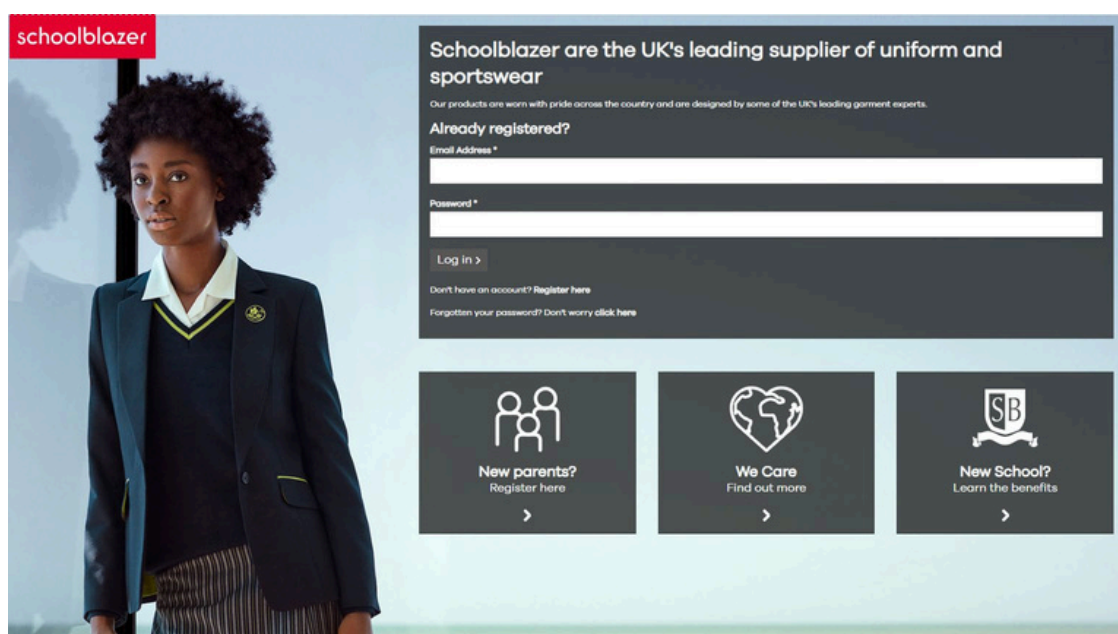 schoolblazer
Schoolblazer are the UK's leading supplier of uniform and
sportswear
Our products are worn with pride across the country and are designed by some of the UK's leading garment experts.
Already registered?
Email Address *
Password *
Log in >
Don't have an account? Register here
Forgotten your password? Don't worry click here
New parents?
Register here
>
We Care
Find out more
>
SB
New School?
Learn the benefits
>